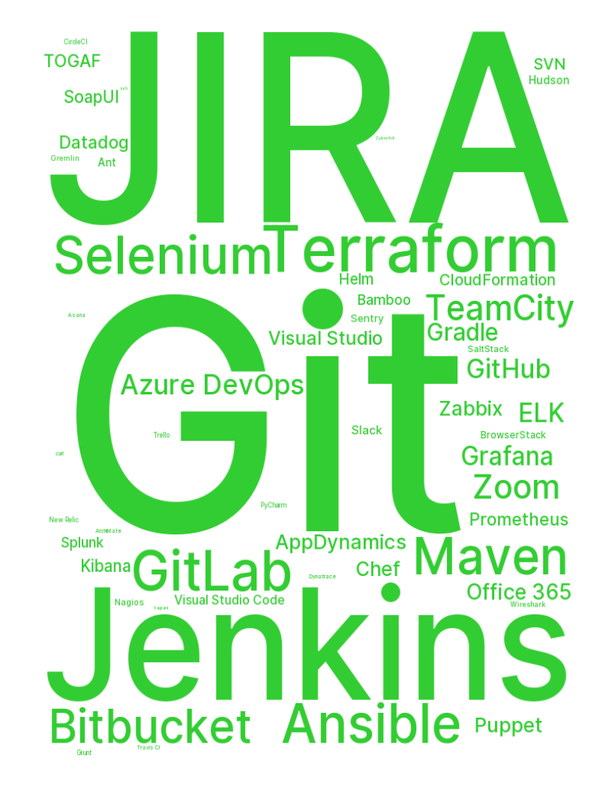 CircleCI
JIRA
TOGAF
SVN
Hudson
SoapUI
Datadog
Gremlin
Ant
Selenium
Terraform
Helm
CloudFormation
Bamboo
TeamCity
Asana
Sentry
Gradle
Visual Studio
SaltStack
GitHub
Git
Azure DevOps
Zabbix
ELK
Slack
Trello
BrowserStack
Grafana
Zoom
PyCharm
New Relic
Prometheus
ArchiMate
Splunk
AppDynamics
Maven
Kibana
GitLab
Chef
Dynatrace
Office 365
Nagios
Visual Studio Code
Wireshark
Jenkins
Bitbucket
Ansible
Puppet
Travis CI
Grunt